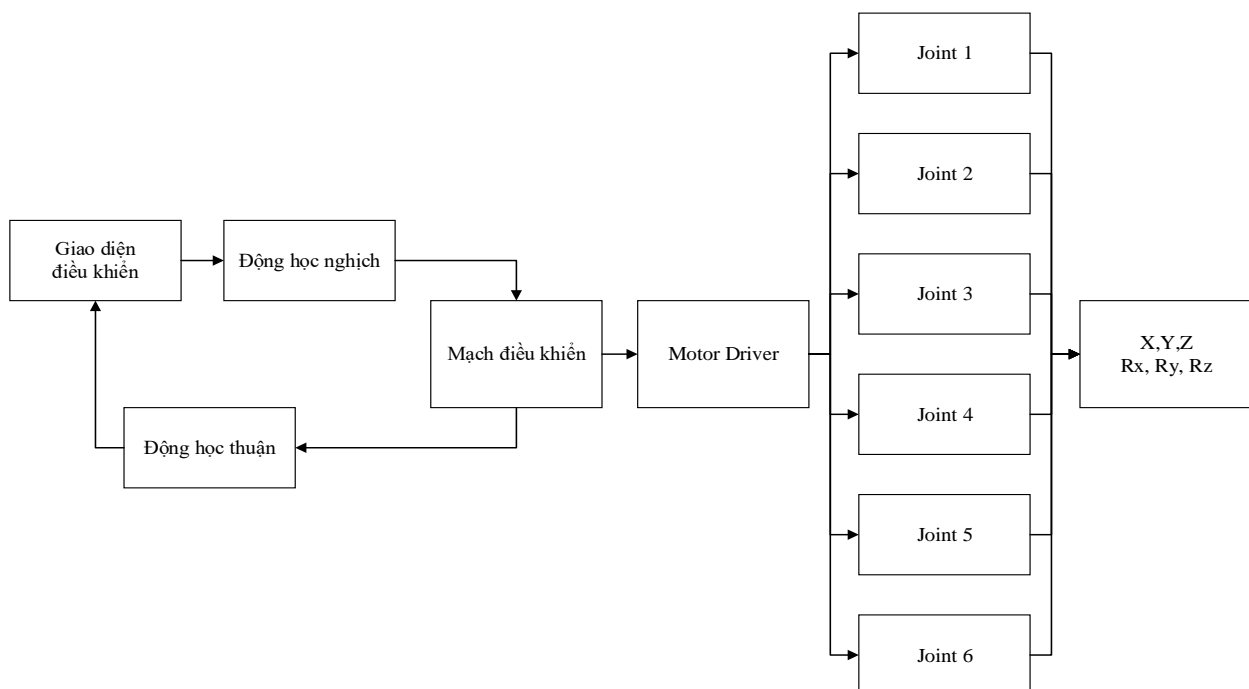 Joint 1
Joint 2
Giao diện
điều khiển
Động học nghịch
Joint 3
Mạch điều khiển
Motor Driver
X,Y,Z
Rx, Ry, Rz
Joint 4
Động học thuận
Joint 5
Joint 6